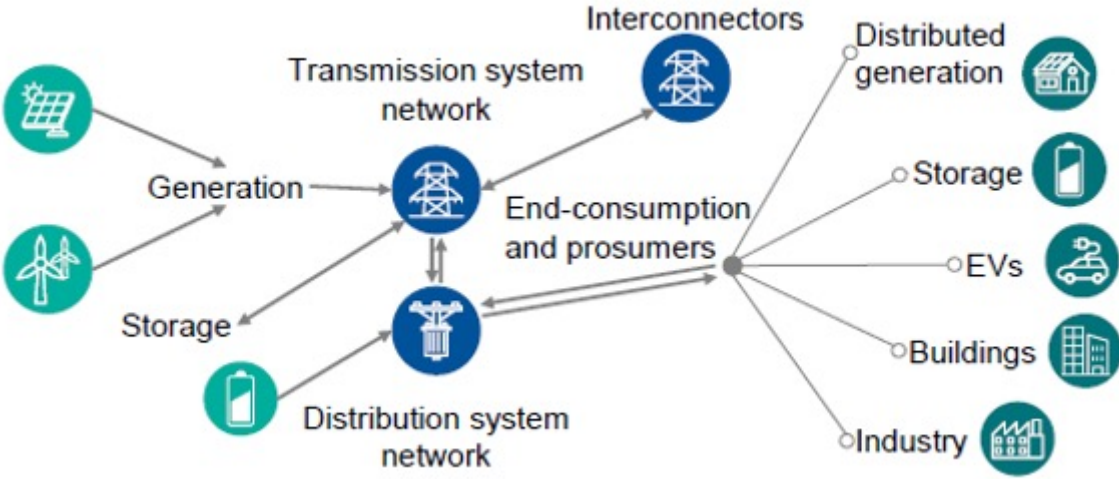 Interconnectors
Transmission system
network
Generation
Storage
Distribution system
network
End-consumption
and prosumers
Distributed
generation
Storage
EVs
Buildings
Industry